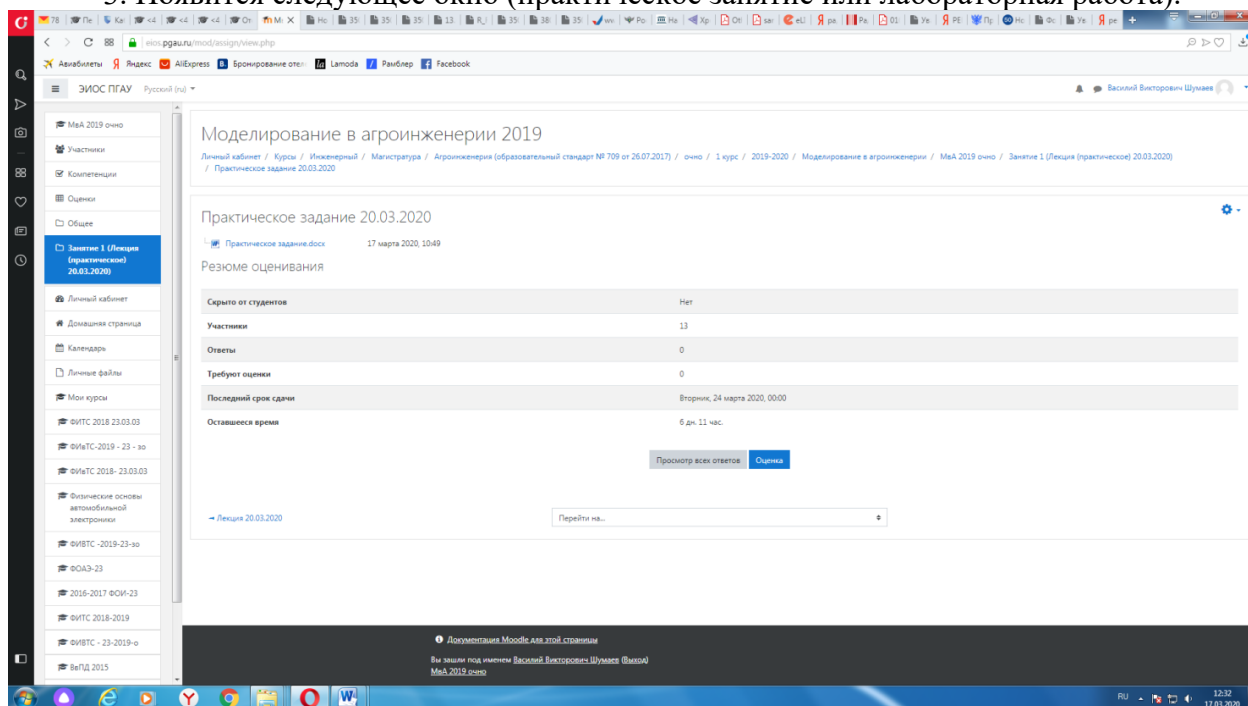 3. Появится следующее окно (практическое занятие или лабораторная работа).
eios.pgau.ru/mod/assign/view.php
Авиабилеты Яндекс AliExpress Бронирование отел Lamoda Рамблер Facebook
ЭИОС ПГАУ Русский (ru)
Василий Викторович Шумаев
МвА 2019 очно
Участники
Компетенции
Оценки
Общее
Занятие 1 (Лекция
(практическое)
20.03.2020)
Личный кабинет
Домашняя страница
Календарь
Личные файлы
Мои курсы
ФИТС 2018 23.03.03
ФИвТС-2019 - 23 - зо
ФИвТС 2018- 23.03.03
Физические основы
автомобильной
электроники
ФИВТС -2019-23-зо
ФОАЭ-23
2016-2017 ФОИ-23
ФИТС 2018-2019
ФИВТС - 23-2019-о
ВеПД 2015
Моделирование в агроинженерии 2019
Личный кабинет / Курсы / Инженерный / Магистратура / Агроинженерия (образовательный стандарт № 709 от 26.07.2017) / очно / 1 курс / 2019-2020 / Моделирование в агроинженерии / МвА 2019 очно / Занятие 1 (Лекция (практическое) 20.03.2020)
/ Практическое задание 20.03.2020
Практическое задание 20.03.2020
Практическое задание.docx 17 марта 2020, 10:49
Резюме оценивания
Скрыто от студентов Нет
Участники 13
Ответы 0
Требуют оценки 0
Последний срок сдачи Вторник, 24 марта 2020, 00:00
Оставшееся время 6 дн. 11 час.
Просмотр всех ответов Оценка
Лекция 20.03.2020 Перейти на...
Документация Moodle для этой страницы
Вы зашли под именем Василий Викторович Шумаев (Выход)
МвА 2019 очно
RU 12:32
17.03.2020